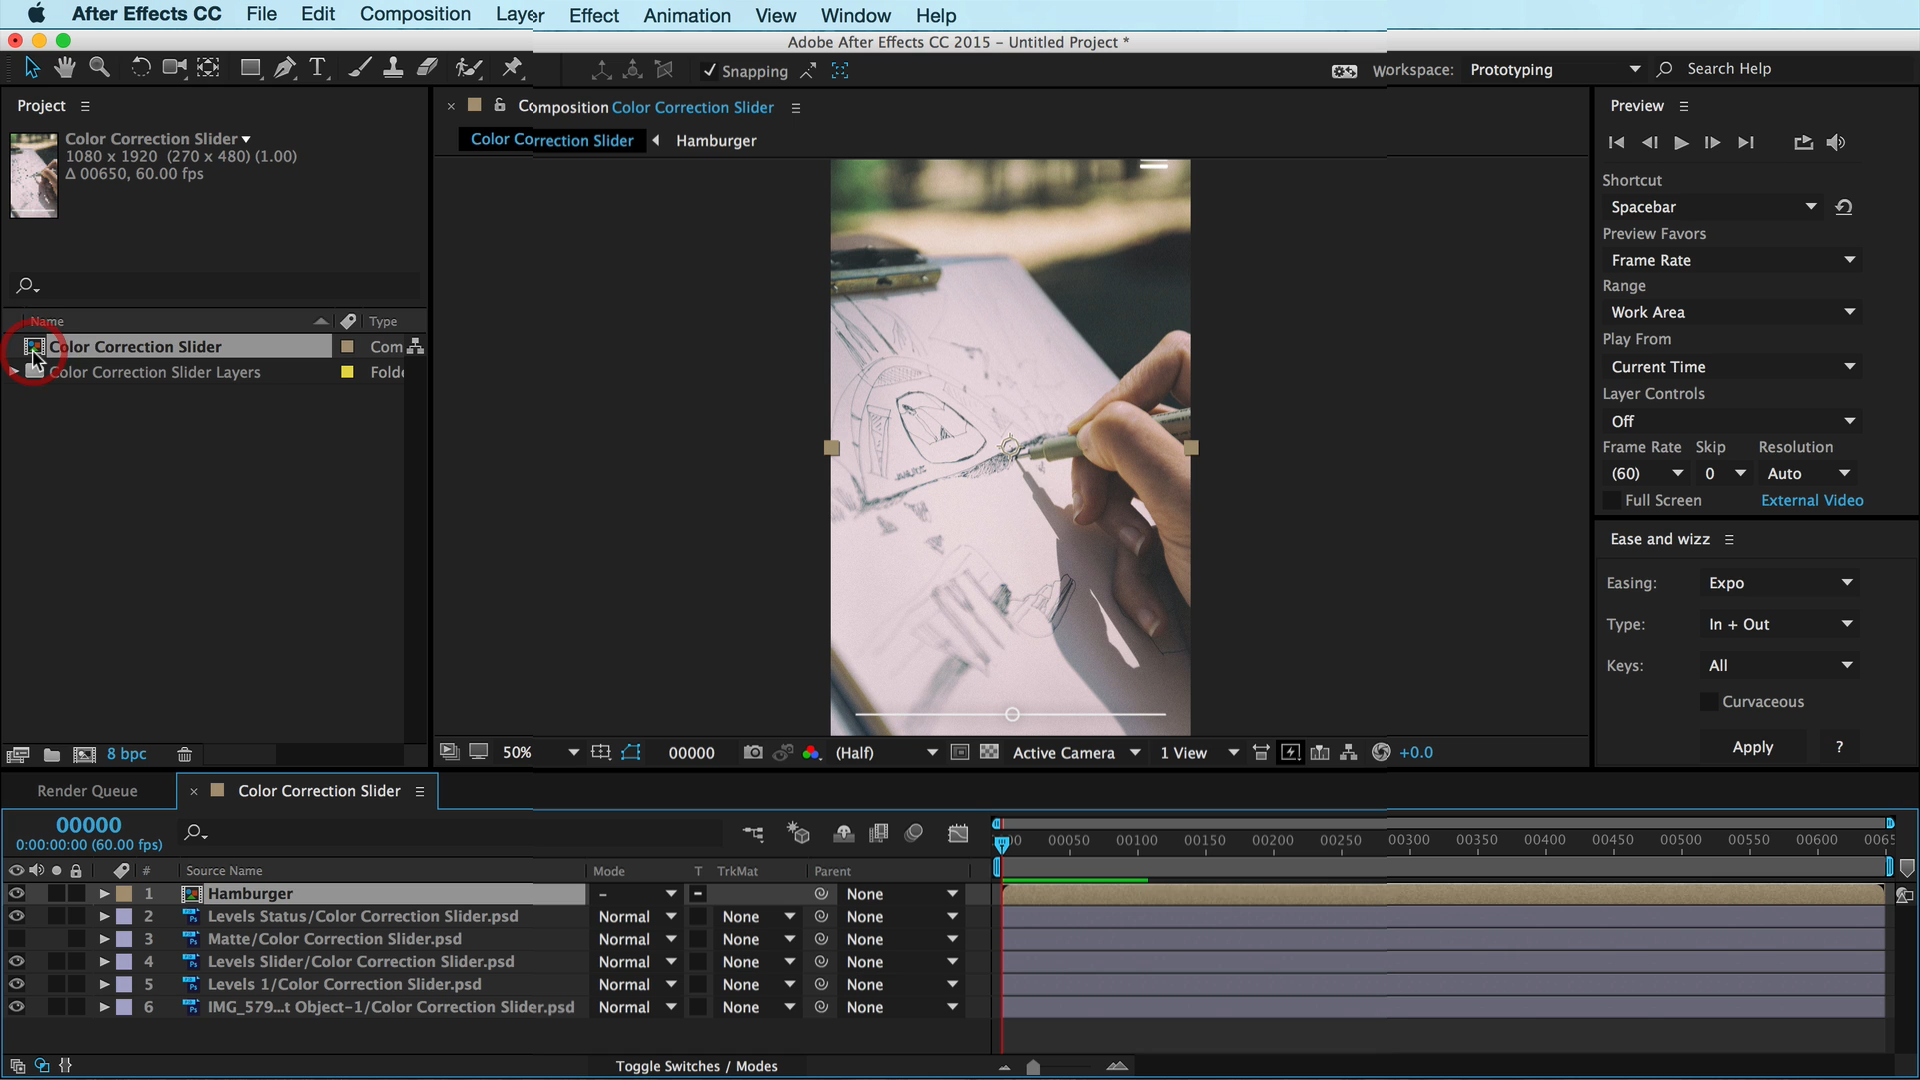 After Effects CC File Edit Composition Layer Effect Animation View Window Help
Adobe After Effects CC 2015 – Untitled Project *
Snapping Workspace: Prototyping Search Help
Project
Composition Color Correction Slider
Preview
Color Correction Slider
1080 x 1920 (270 x 480) (1.00)
Δ 00650, 60.00 fps
Color Correction Slider Hamburger
Shortcut
Spacebar
Preview Favors
Frame Rate
Range
Work Area
Play From
Current Time
Layer Controls
Off
Frame Rate Skip Resolution
(60) 0 Auto
Full Screen External Video
Name Type
Color Correction Slider Com
Color Correction Slider Layers Folde
Ease and wizz
Easing: Expo
Type: In + Out
Keys: All
Curvaceous
Apply ?
8 bpc
50% 00000 (Half) Active Camera 1 View +0.0
Render Queue Color Correction Slider
00000
0:00:00:00 (60.00 fps)
00050 00100 00150 00200 00250 00300 00350 00400 00450 00500 00550 00600
# Source Name Mode T TrkMat Parent
1 Hamburger – None
2 Levels Status/Color Correction Slider.psd Normal None None
3 Matte/Color Correction Slider.psd Normal None None
4 Levels Slider/Color Correction Slider.psd Normal None None
5 Levels 1/Color Correction Slider.psd Normal None None
6 IMG_579...t Object-1/Color Correction Slider.psd Normal None None
Toggle Switches / Modes